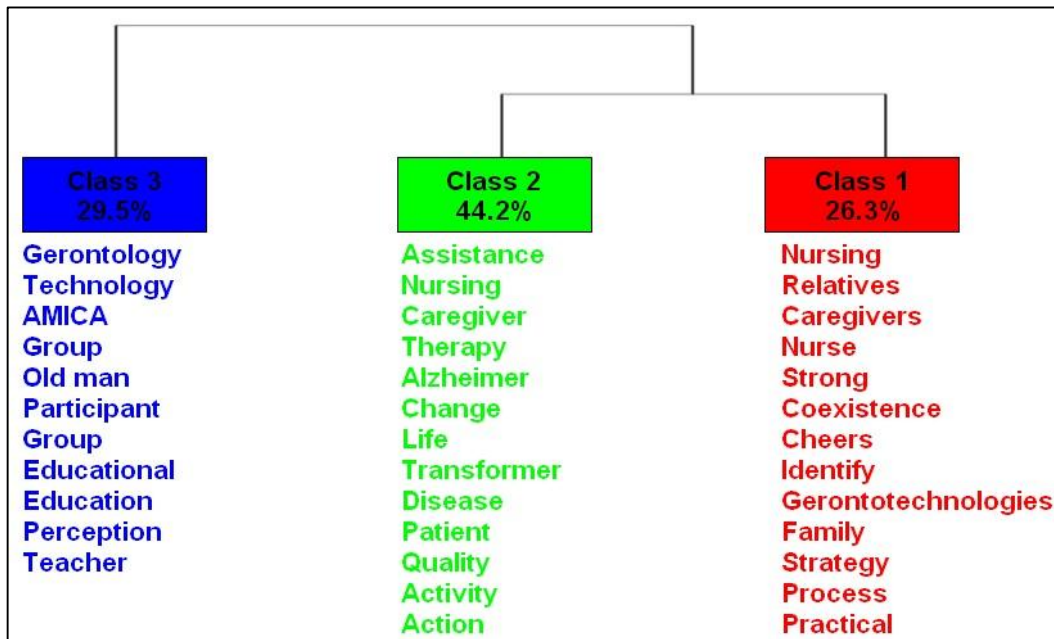 Class 3
29.5%
Gerontology
Technology
AMICA
Group
Old man
Participant
Group
Educational
Education
Perception
Teacher
Class 2
44.2%
Assistance
Nursing
Caregiver
Therapy
Alzheimer
Change
Life
Transformer
Disease
Patient
Quality
Activity
Action
Class 1
26.3%
Nursing
Relatives
Caregivers
Nurse
Strong
Coexistence
Cheers
Identify
Gerontotechnologies
Family
Strategy
Process
Practical